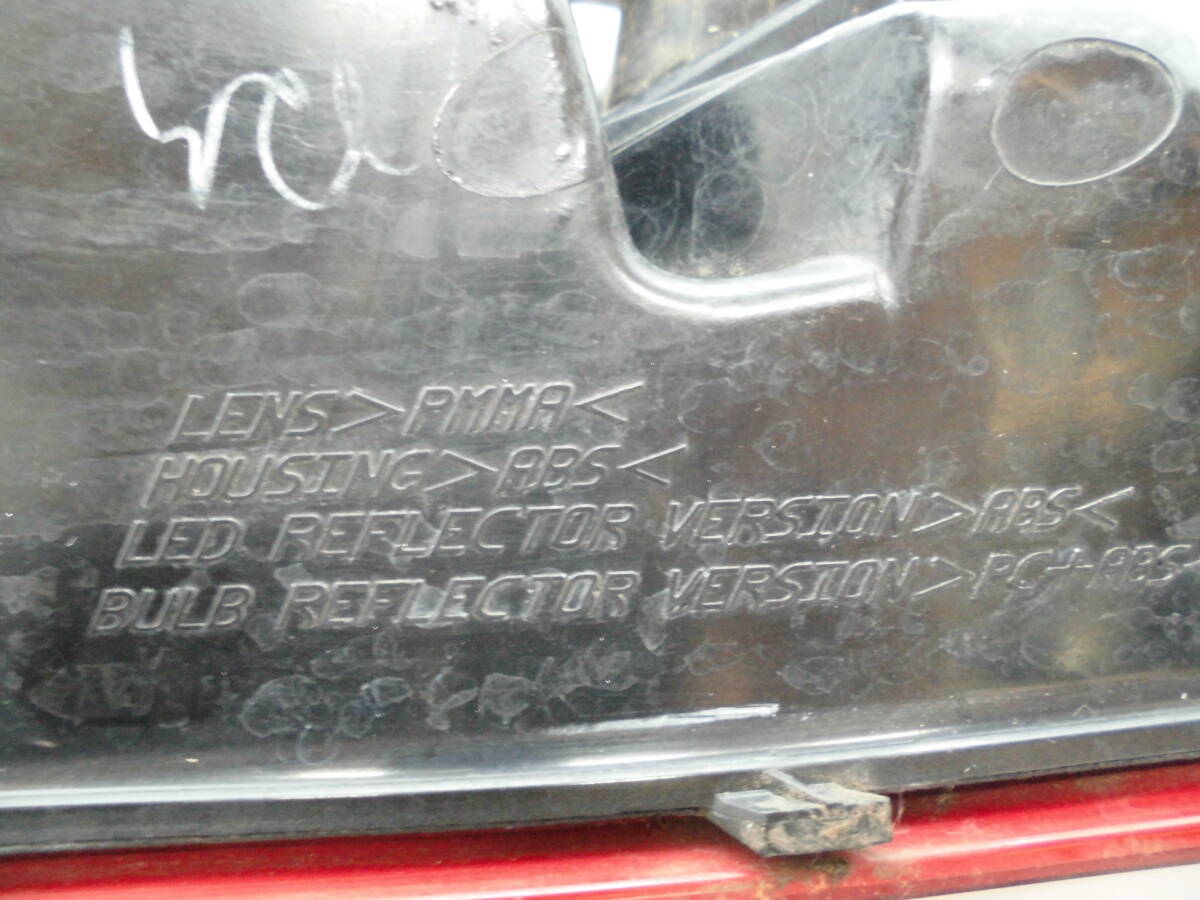 LENS>PMMA<
HOUSING>ABS<
LED REFLECTOR VERSION>ABS<
BULB REFLECTOR VERSION>PC+ABS<